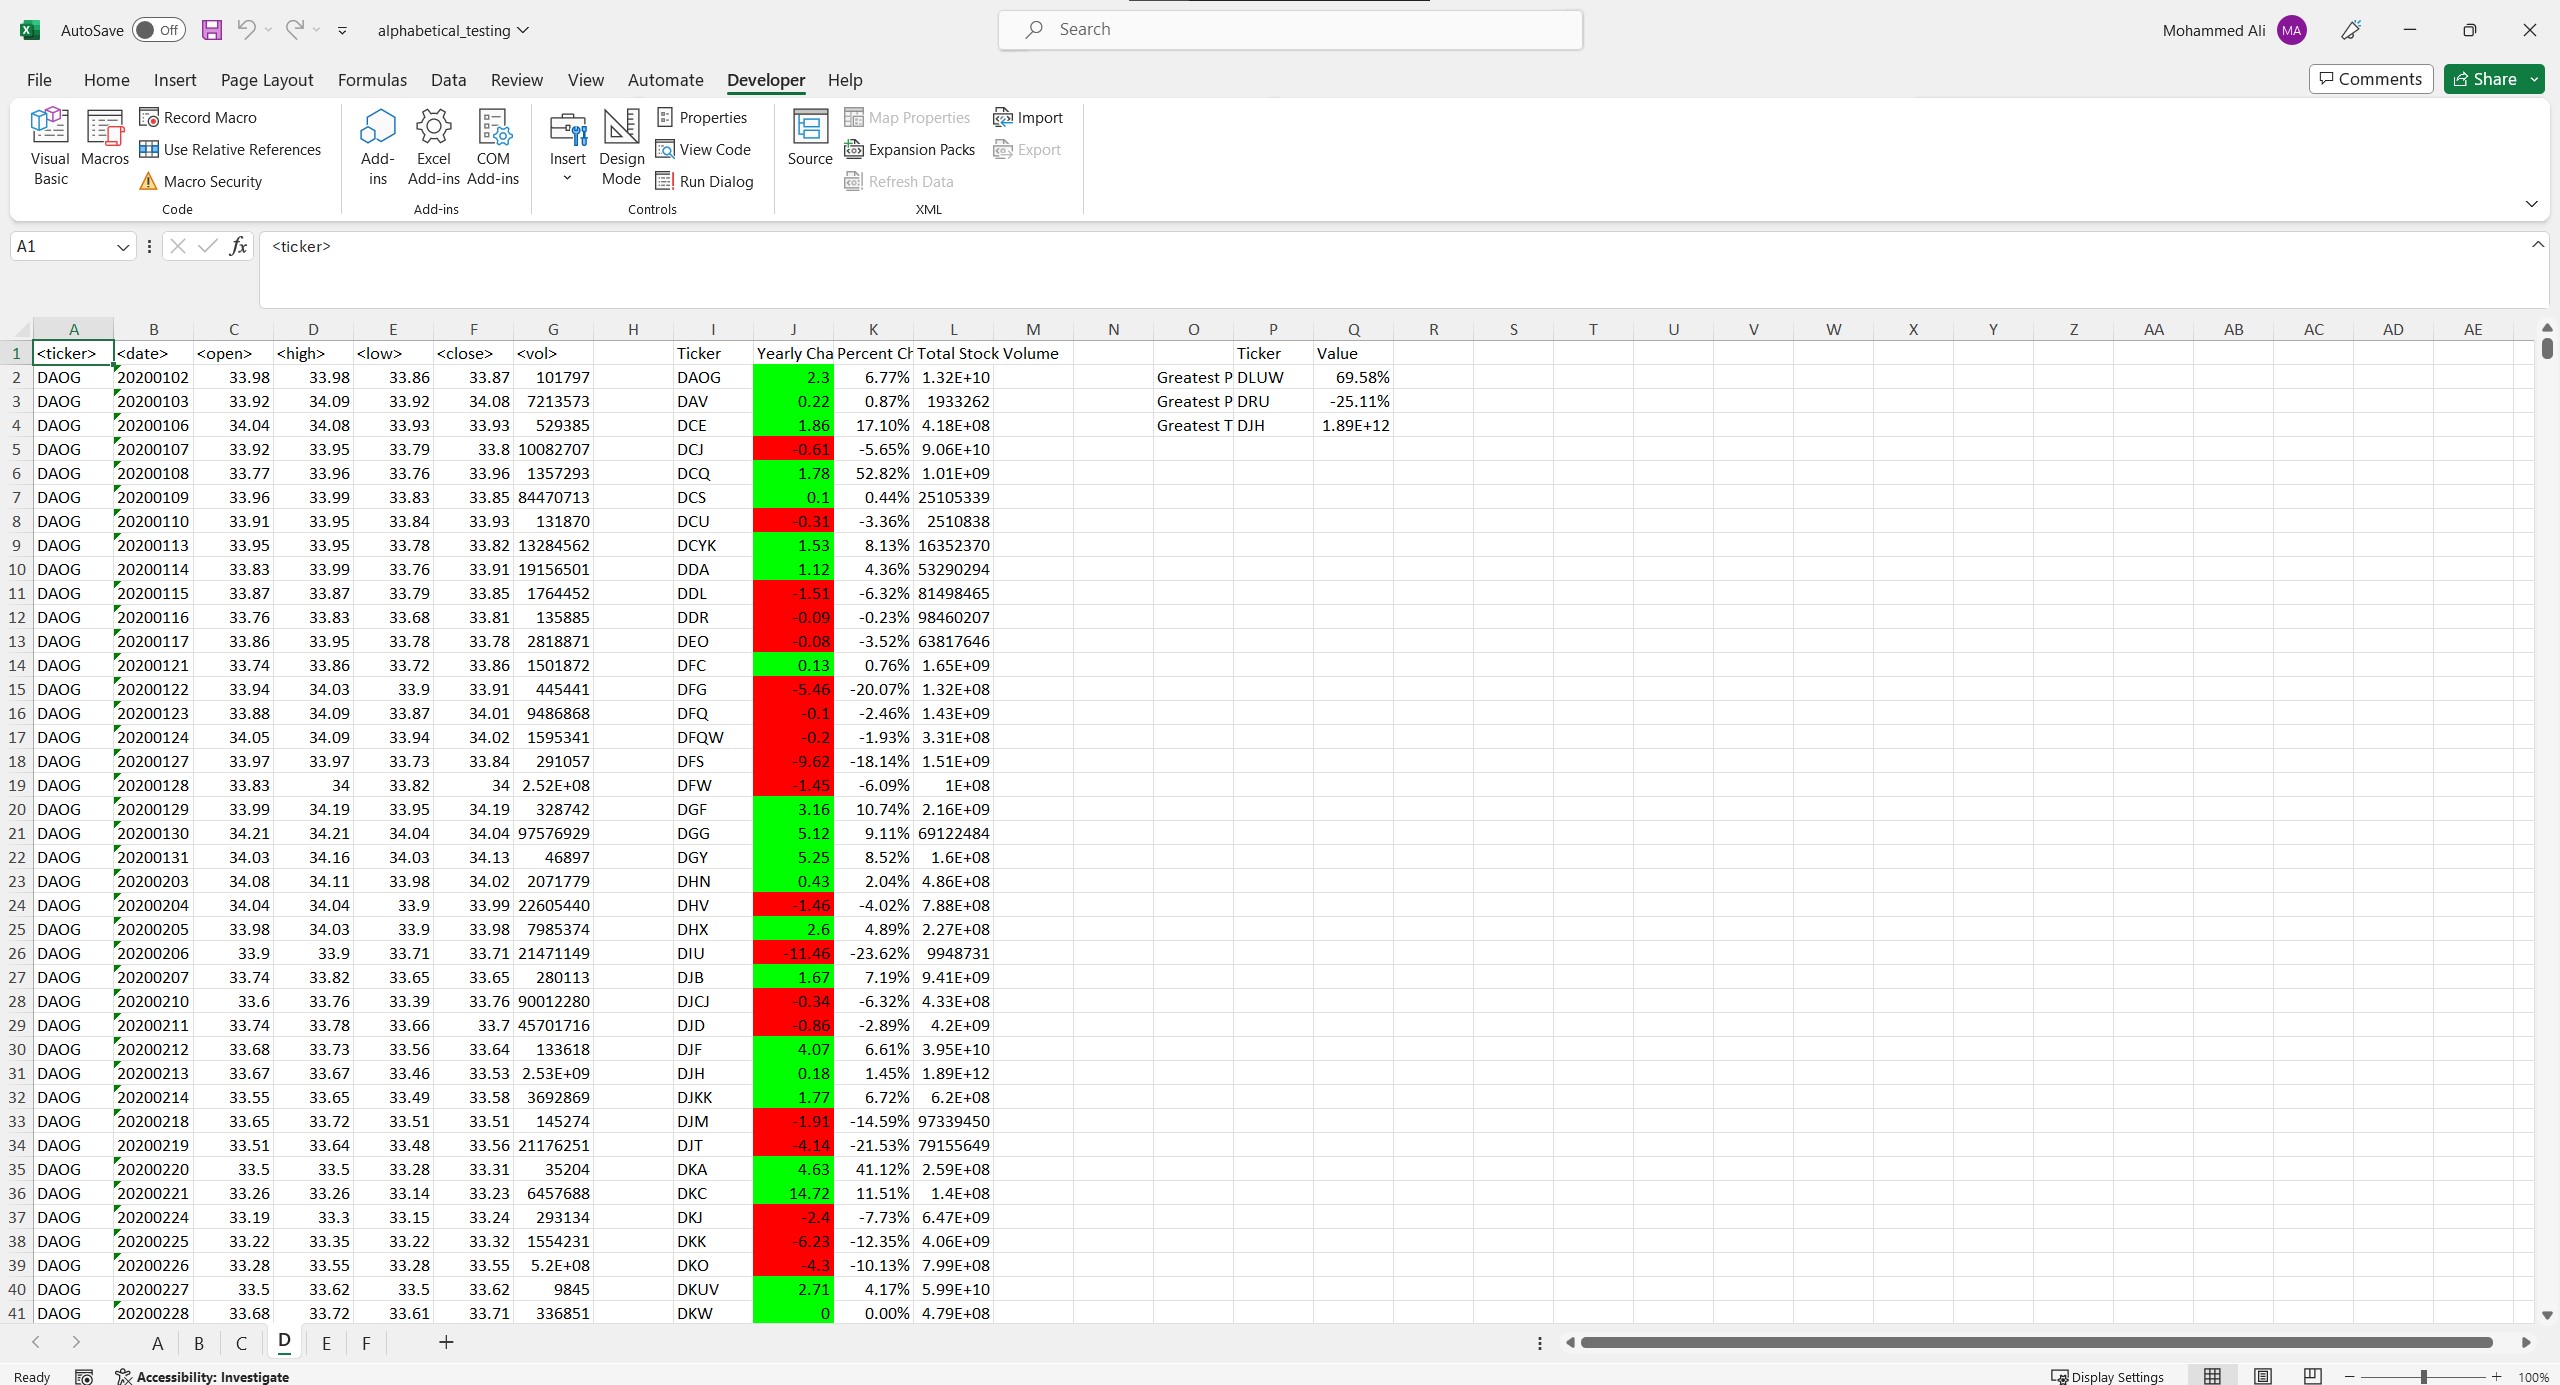 AutoSave Off alphabetical_testing Search Mohammed Ali MA
File Home Insert Page Layout Formulas Data Review View Automate Developer Help Comments Share
Visual Basic Macros Record Macro Use Relative References Macro Security Code
Add-ins Excel Add-ins COM Add-ins Add-ins
Insert Design Mode Properties View Code Run Dialog Controls
Source Map Properties Expansion Packs Refresh Data Import Export XML
A1 fx <ticker>
A B C D E F G H I J K L M N O P Q R S T U V W X Y Z AA AB AC AD AE
1 <ticker> <date> <open> <high> <low> <close> <vol> Ticker Yearly Cha Percent Ch Total Stock Volume Ticker Value
2 DAOG 20200102 33.98 33.98 33.86 33.87 101797 DAOG 2.3 6.77% 1.32E+10 Greatest P DLUW 69.58%
3 DAOG 20200103 33.92 34.09 33.92 34.08 7213573 DAV 0.22 0.87% 1933262 Greatest P DRU -25.11%
4 DAOG 20200106 34.04 34.08 33.93 33.93 529385 DCE 1.86 17.10% 4.18E+08 Greatest T DJH 1.89E+12
5 DAOG 20200107 33.92 33.95 33.79 33.8 10082707 DCJ -0.61 -5.65% 9.06E+10
6 DAOG 20200108 33.77 33.96 33.76 33.96 1357293 DCQ 1.78 52.82% 1.01E+09
7 DAOG 20200109 33.96 33.99 33.83 33.85 84470713 DCS 0.1 0.44% 25105339
8 DAOG 20200110 33.91 33.95 33.84 33.93 131870 DCU -0.31 -3.36% 2510838
9 DAOG 20200113 33.95 33.95 33.78 33.82 13284562 DCYK 1.53 8.13% 16352370
10 DAOG 20200114 33.83 33.99 33.76 33.91 19156501 DDA 1.12 4.36% 53290294
11 DAOG 20200115 33.87 33.87 33.79 33.85 1764452 DDL -1.51 -6.32% 81498465
12 DAOG 20200116 33.76 33.83 33.68 33.81 135885 DDR -0.09 -0.23% 98460207
13 DAOG 20200117 33.86 33.95 33.78 33.78 2818871 DEO -0.08 -3.52% 63817646
14 DAOG 20200121 33.74 33.86 33.72 33.86 1501872 DFC 0.13 0.76% 1.65E+09
15 DAOG 20200122 33.94 34.03 33.9 33.91 445441 DFG -5.46 -20.07% 1.32E+08
16 DAOG 20200123 33.88 34.09 33.87 34.01 9486868 DFQ -0.1 -2.46% 1.43E+09
17 DAOG 20200124 34.05 34.09 33.94 34.02 1595341 DFQW -0.2 -1.93% 3.31E+08
18 DAOG 20200127 33.97 33.97 33.73 33.84 291057 DFS -9.62 -18.14% 1.51E+09
19 DAOG 20200128 33.83 34 33.82 34 2.52E+08 DFW -1.45 -6.09% 1E+08
20 DAOG 20200129 33.99 34.19 33.95 34.19 328742 DGF 3.16 10.74% 2.16E+09
21 DAOG 20200130 34.21 34.21 34.04 34.04 97576929 DGG 5.12 9.11% 69122484
22 DAOG 20200131 34.03 34.16 34.03 34.13 46897 DGY 5.25 8.52% 1.6E+08
23 DAOG 20200203 34.08 34.11 33.98 34.02 2071779 DHN 0.43 2.04% 4.86E+08
24 DAOG 20200204 34.04 34.04 33.9 33.99 22605440 DHV -1.46 -4.02% 7.88E+08
25 DAOG 20200205 33.98 34.03 33.9 33.98 7985374 DHX 2.6 4.89% 2.27E+08
26 DAOG 20200206 33.9 33.9 33.71 33.71 21471149 DIU -11.46 -23.62% 9948731
27 DAOG 20200207 33.74 33.82 33.65 33.65 280113 DJB 1.67 7.19% 9.41E+09
28 DAOG 20200210 33.6 33.76 33.39 33.76 90012280 DJCJ -0.34 -6.32% 4.33E+08
29 DAOG 20200211 33.74 33.78 33.66 33.7 45701716 DJD -0.86 -2.89% 4.2E+09
30 DAOG 20200212 33.68 33.73 33.56 33.64 133618 DJF 4.07 6.61% 3.95E+10
31 DAOG 20200213 33.67 33.67 33.46 33.53 2.53E+09 DJH 0.18 1.45% 1.89E+12
32 DAOG 20200214 33.55 33.65 33.49 33.58 3692869 DJKK 1.77 6.72% 6.2E+08
33 DAOG 20200218 33.65 33.72 33.51 33.51 145274 DJM -1.91 -14.59% 97339450
34 DAOG 20200219 33.51 33.64 33.48 33.56 21176251 DJT -4.14 -21.53% 79155649
35 DAOG 20200220 33.5 33.5 33.28 33.31 35204 DKA 4.63 41.12% 2.59E+08
36 DAOG 20200221 33.26 33.26 33.14 33.23 6457688 DKC 14.72 11.51% 1.4E+08
37 DAOG 20200224 33.19 33.3 33.15 33.24 293134 DKJ -2.4 -7.73% 6.47E+09
38 DAOG 20200225 33.22 33.35 33.22 33.32 1554231 DKK -6.23 -12.35% 4.06E+09
39 DAOG 20200226 33.28 33.55 33.28 33.55 5.2E+08 DKO -4.3 -10.13% 7.99E+08
40 DAOG 20200227 33.5 33.62 33.5 33.62 9845 DKUV 2.71 4.17% 5.99E+10
41 DAOG 20200228 33.68 33.72 33.61 33.71 336851 DKW 0 0.00% 4.79E+08
A B C D E F +
Ready Accessibility: Investigate Display Settings 100%